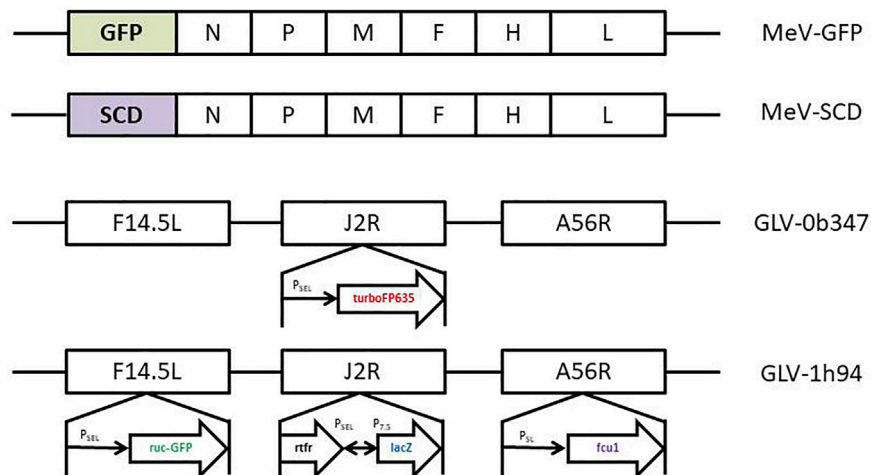 GFP N P M F H L MeV-GFP
SCD N P M F H L MeV-SCD
F14.5L J2R A56R GLV-0b347
PSEL turboFP635
F14.5L J2R A56R GLV-1h94
PSEL ruc-GFP rtfr PSEL P7.5 lacZ PSL fcu1